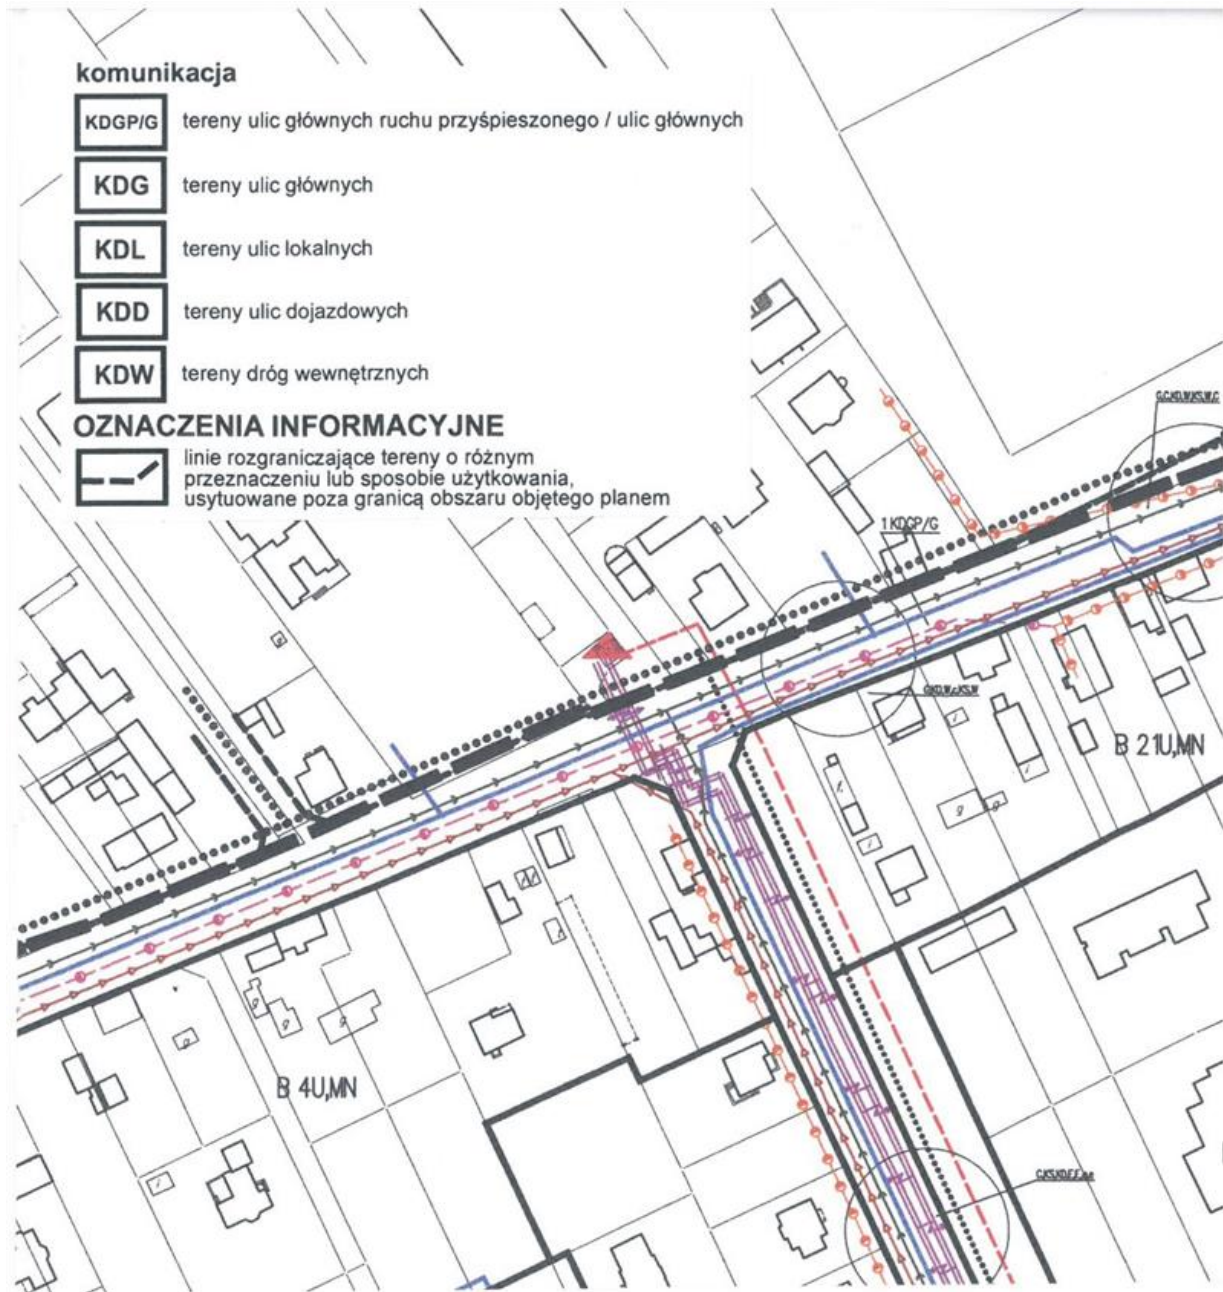 komunikacja
KDGP/G tereny ulic głównych ruchu przyśpieszonego / ulic głównych
KDG tereny ulic głównych
KDL tereny ulic lokalnych
KDD tereny ulic dojazdowych
KDW tereny dróg wewnętrznych
OZNACZENIA INFORMACYJNE
linie rozgraniczające tereny o różnym
przeznaczeniu lub sposobie użytkowania,
usytuowane poza granicą obszaru objętego planem
1 KDGP/G
B 21U,MN
B 4U,MN